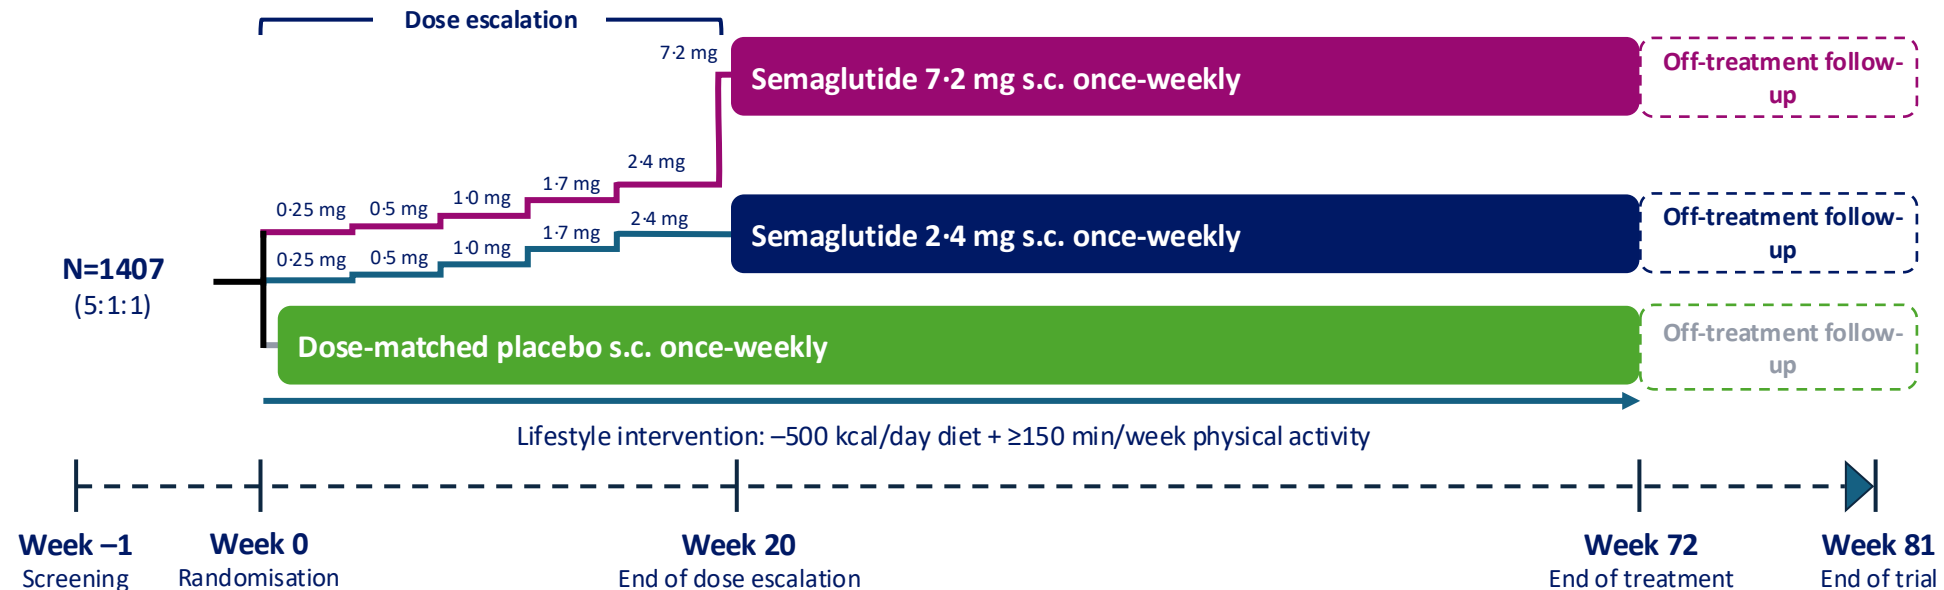 Dose escalation
7·2 mg
Semaglutide 7·2 mg s.c. once-weekly
Off-treatment follow-
up
0·25 mg
0·5 mg
1·0 mg
1·7 mg
2·4 mg
Semaglutide 2·4 mg s.c. once-weekly
Off-treatment follow-
up
0·25 mg
0·5 mg
1·0 mg
1·7 mg
2·4 mg
N=1407
(5:1:1)
Dose-matched placebo s.c. once-weekly
Off-treatment follow-
up
Lifestyle intervention: –500 kcal/day diet + ≥150 min/week physical activity
Week –1
Screening
Week 0
Randomisation
Week 20
End of dose escalation
Week 72
End of treatment
Week 81
End of trial